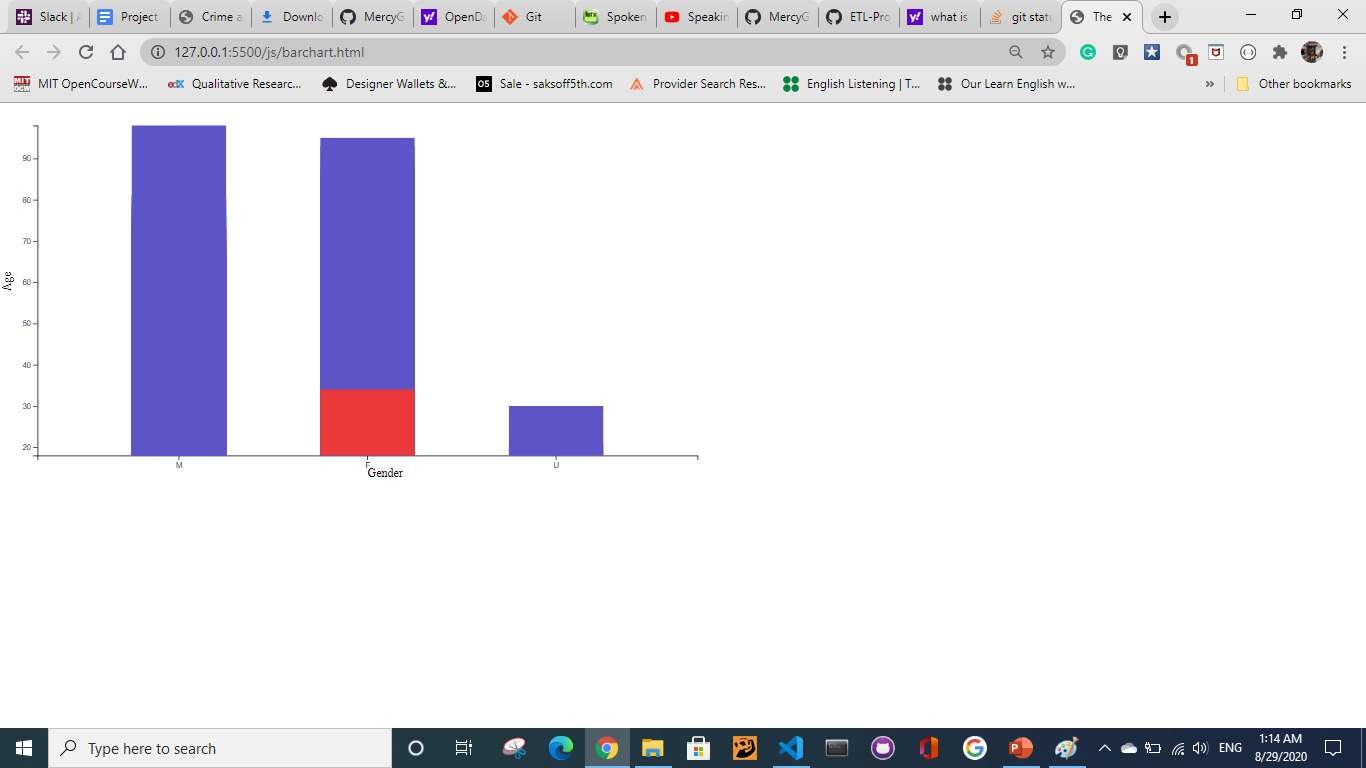 Slack | A Project Crime a Downlo MercyG OpenDa Git Spoken Speakin MercyG ETL-Pro what is git statu The
127.0.0.1:5500/js/barchart.html
1
MIT OpenCourseW... Qualitative Researc... Designer Wallets &... Sale - saksoff5th.com Provider Search Res... English Listening | T... Our Learn English w... » Other bookmarks
90
80
70
60
50
40
30
20
Age
M F U
Gender
Type here to search
ENG
1:14 AM
8/29/2020